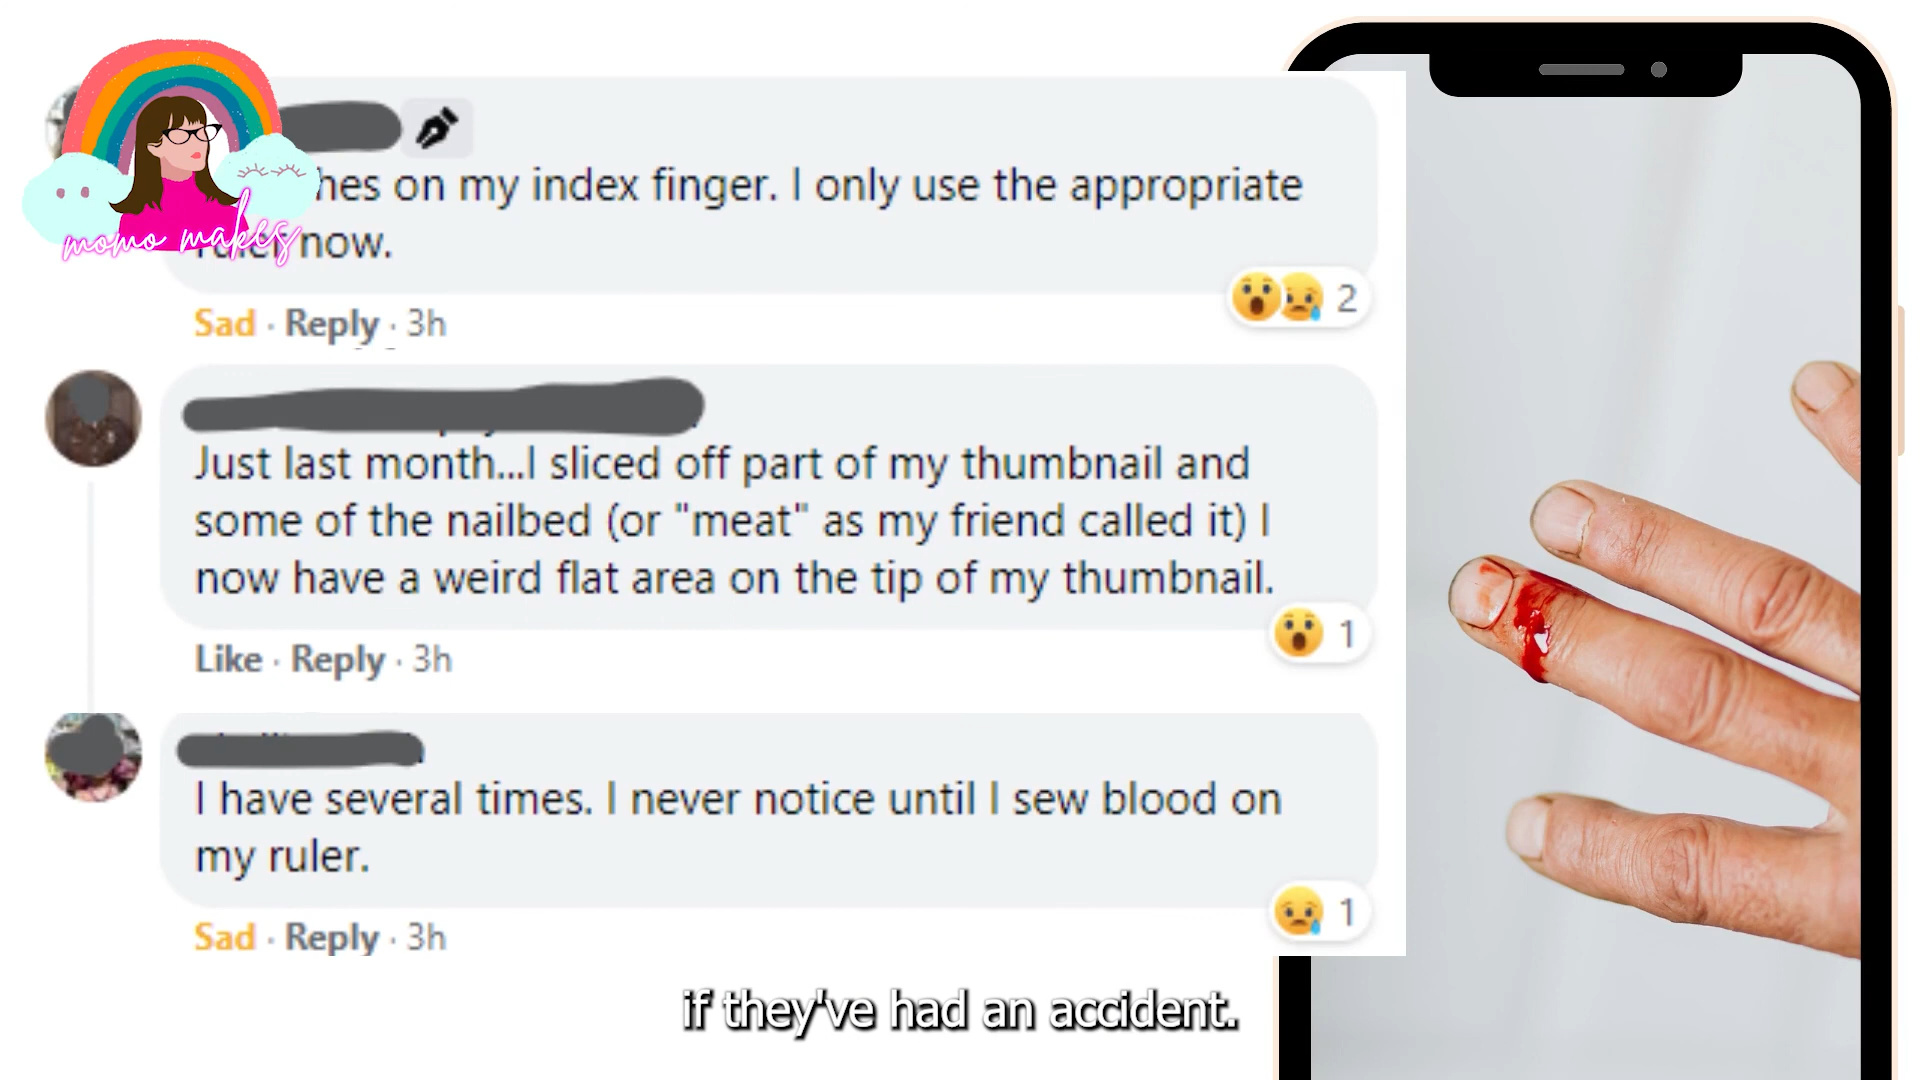 hes on my index finger. I only use the appropriate
ruler now.
2
Sad · Reply · 3h
Just last month...I sliced off part of my thumbnail and
some of the nailbed (or "meat" as my friend called it) I
now have a weird flat area on the tip of my thumbnail.
1
Like · Reply · 3h
I have several times. I never notice until I sew blood on
my ruler.
1
Sad · Reply · 3h
momo makes
if they've had an accident.